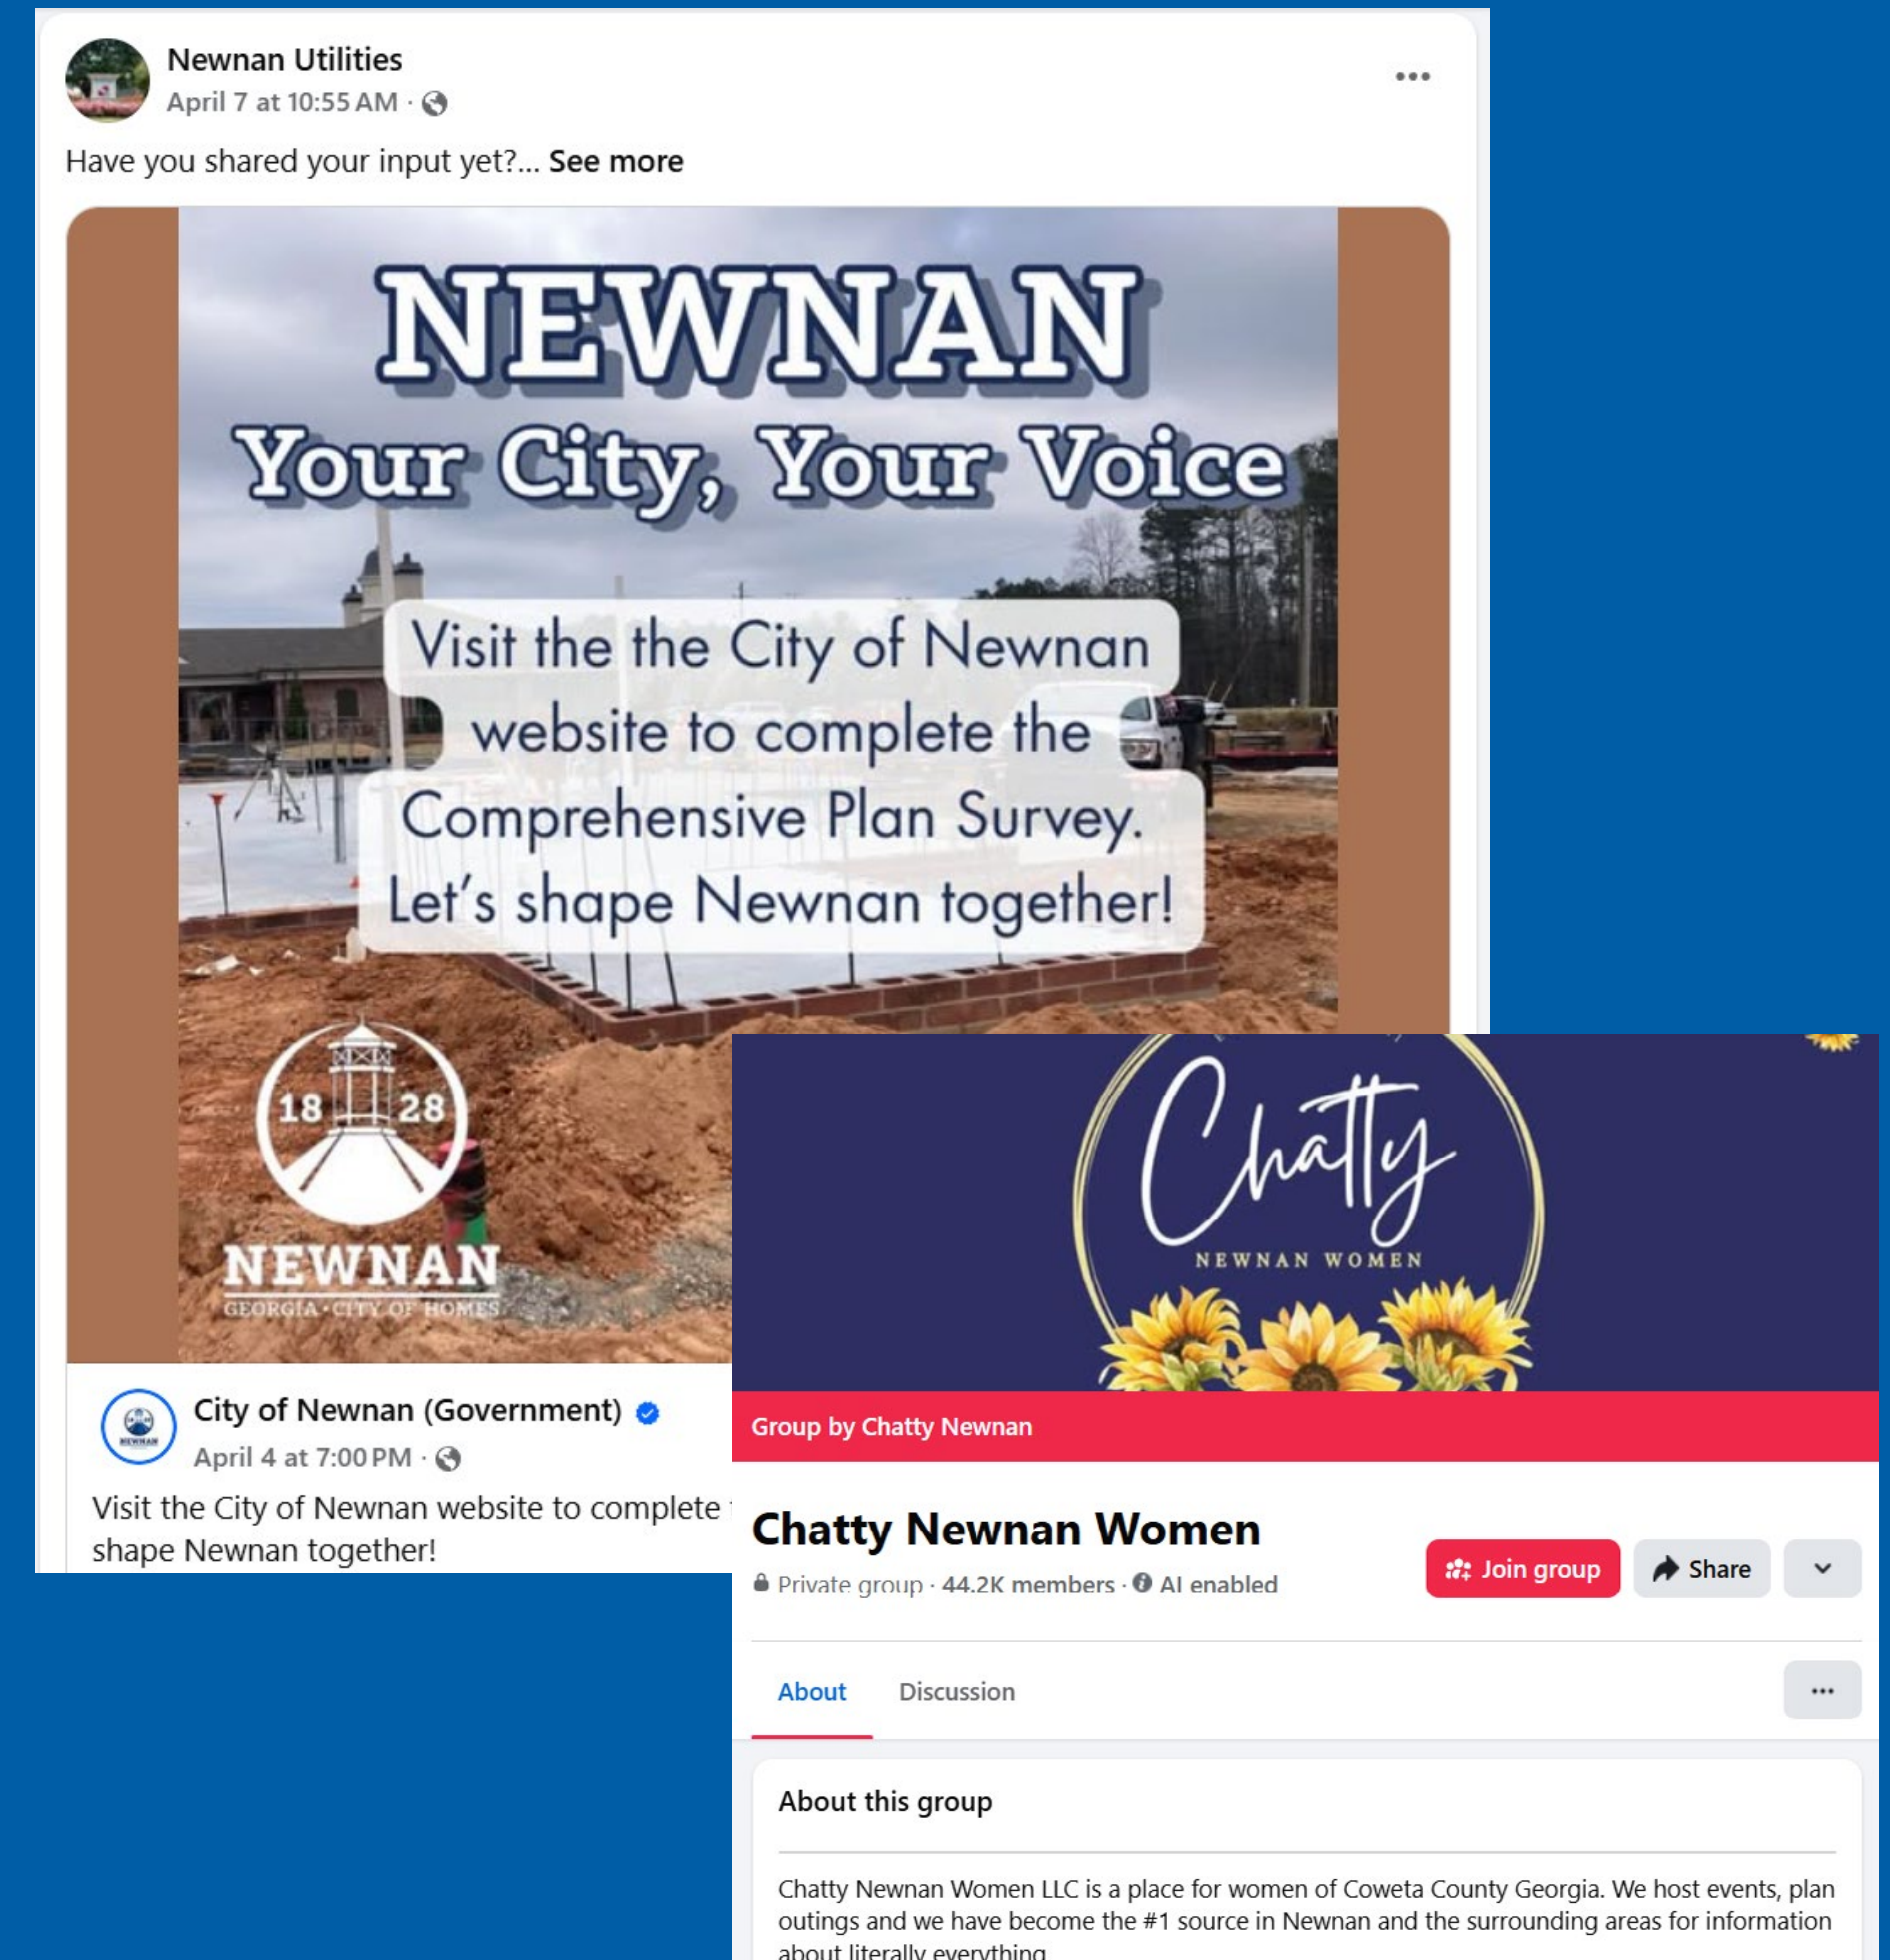 Newnan Utilities
April 7 at 10:55 AM ·
Have you shared your input yet?... See more
NEWNAN
Your City, Your Voice
Visit the the City of Newnan
website to complete the
Comprehensive Plan Survey.
Let's shape Newnan together!
18 28
NEWNAN
GEORGIA • CITY OF HOMES
NEWNAN
City of Newnan (Government)
April 4 at 7:00 PM ·
Visit the City of Newnan website to complete
shape Newnan together!
Chatty
NEWNAN WOMEN
Group by Chatty Newnan
Chatty Newnan Women
Private group · 44.2K members · AI enabled
Join group
Share
About Discussion
About this group
Chatty Newnan Women LLC is a place for women of Coweta County Georgia. We host events, plan
outings and we have become the #1 source in Newnan and the surrounding areas for information
about literally everything